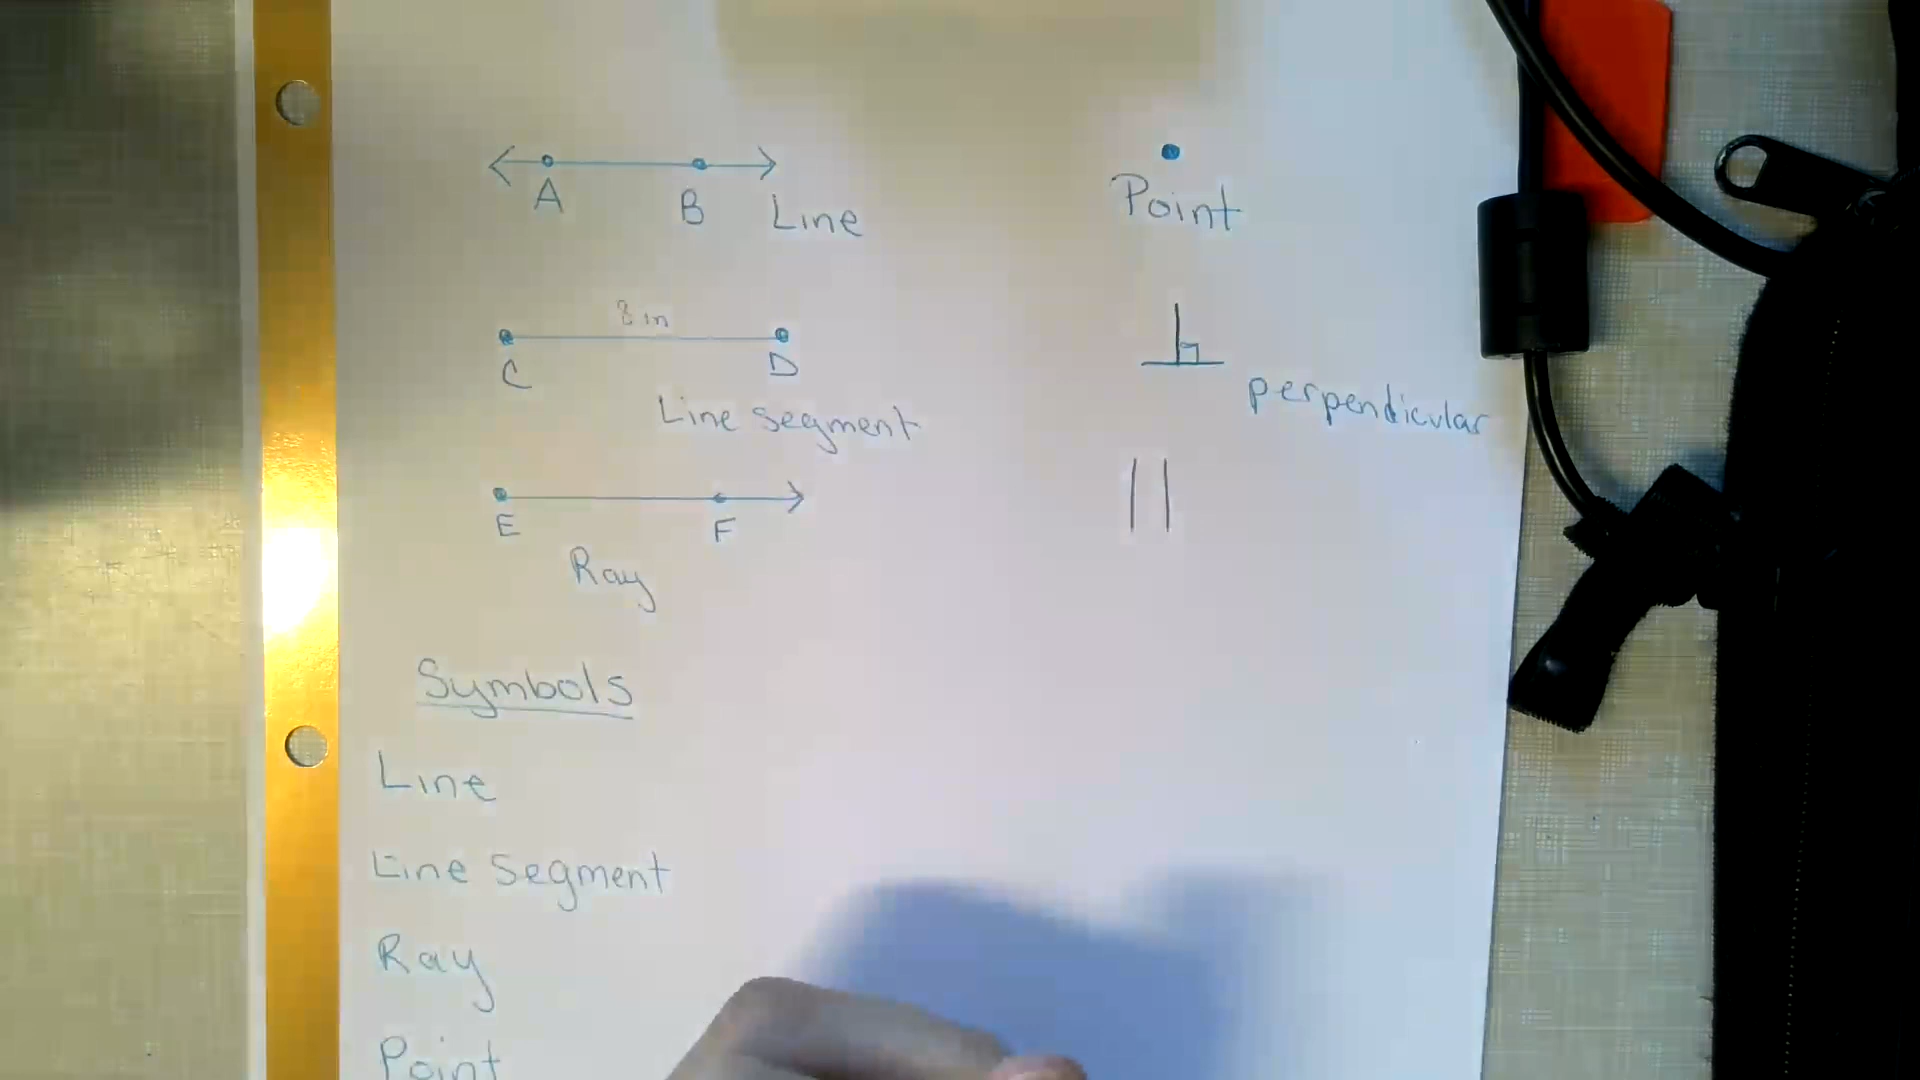 A B Line
Point
8 in
C D
Line segment
perpendicular
E F
Ray
Symbols
Line
Line Segment
Ray
Point